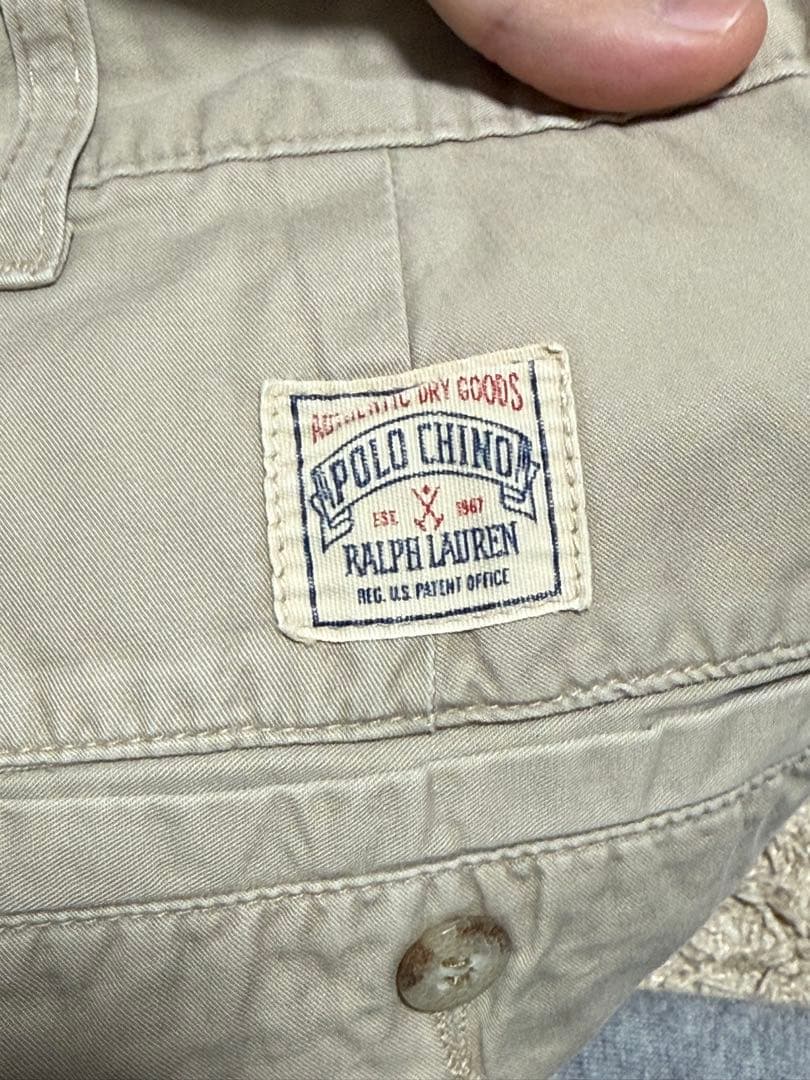 AUTHENTIC DRY GOODS
POLO CHINO
EST. 1967
RALPH LAUREN
REG. U.S. PATENT OFFICE